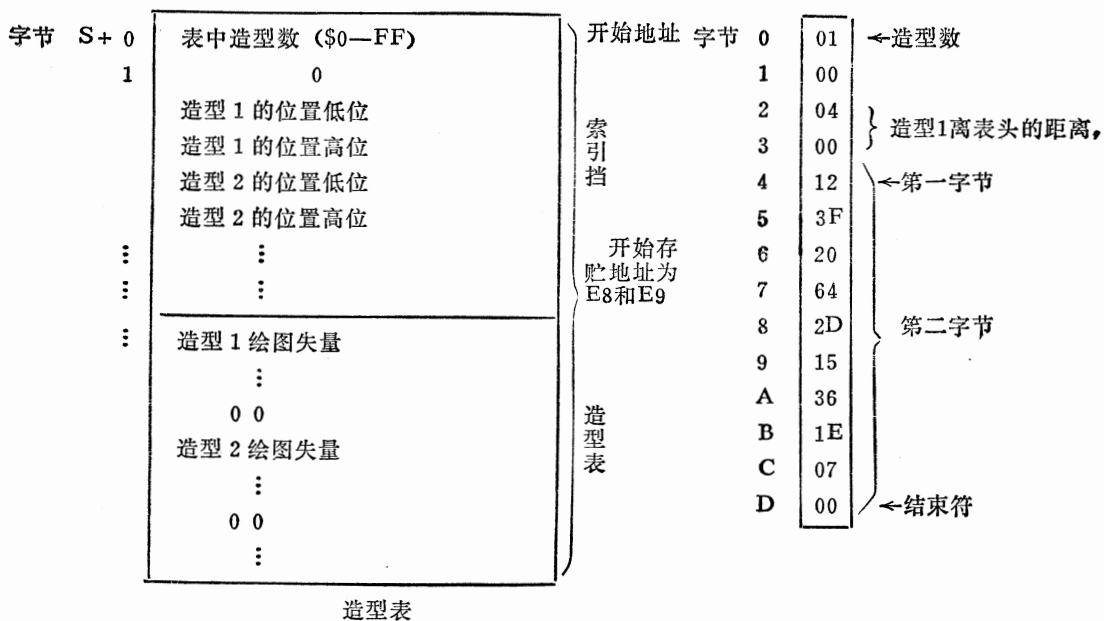 字节 S+ 0 表中造型数 ($0—FF) 开始地址
1 0
造型 1 的位置低位
造型 1 的位置高位
造型 2 的位置低位
造型 2 的位置高位
⋮ ⋮
⋮ ⋮
⋮ 造型 1 绘图失量
⋮
0 0
造型 2 绘图失量
⋮
0 0
⋮
造型表
索引挡
开始存
贮地址为
E8和E9
造型表
字节 0 01 ←造型数
1 00
2 04
3 00
造型1离表头的距离,
4 12 ←第一字节
5 3F
6 20
7 64
8 2D 第二字节
9 15
A 36
B 1E
C 07
D 00 ←结束符